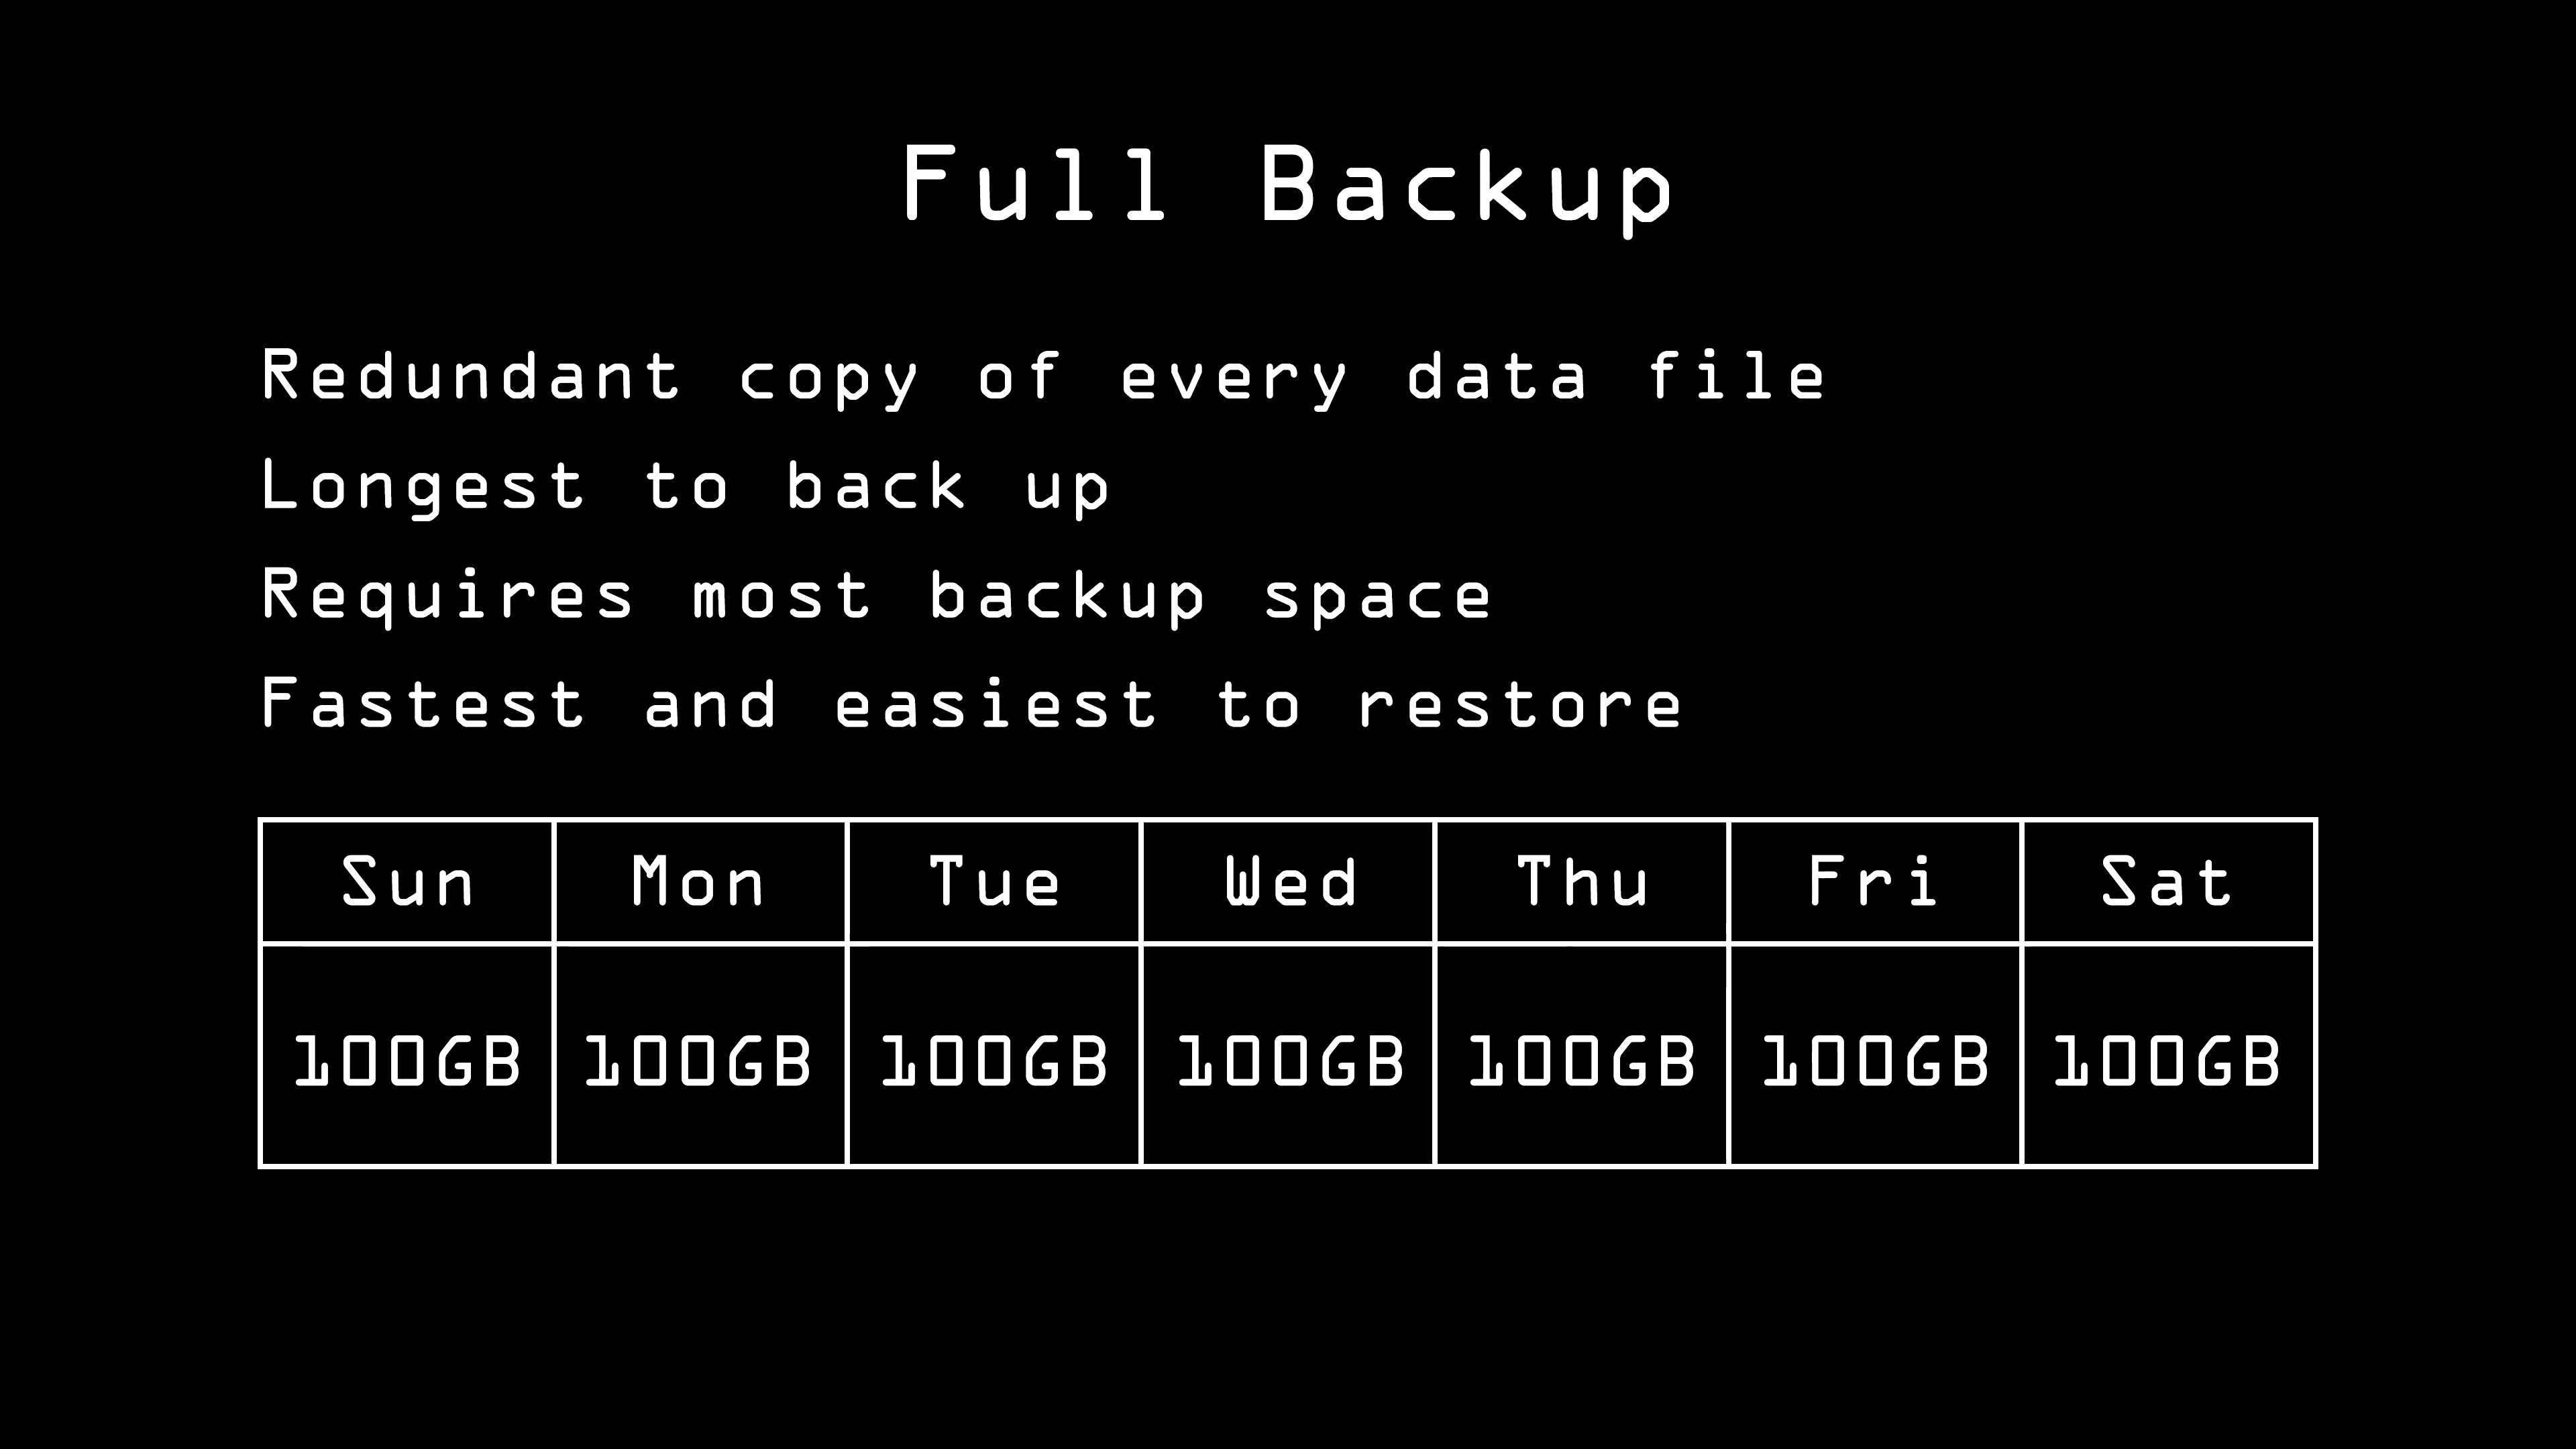 Full Backup
Redundant copy of every data file
Longest to back up
Requires most backup space
Fastest and easiest to restore
Sun Mon Tue Wed Thu Fri Sat
100GB 100GB 100GB 100GB 100GB 100GB 100GB